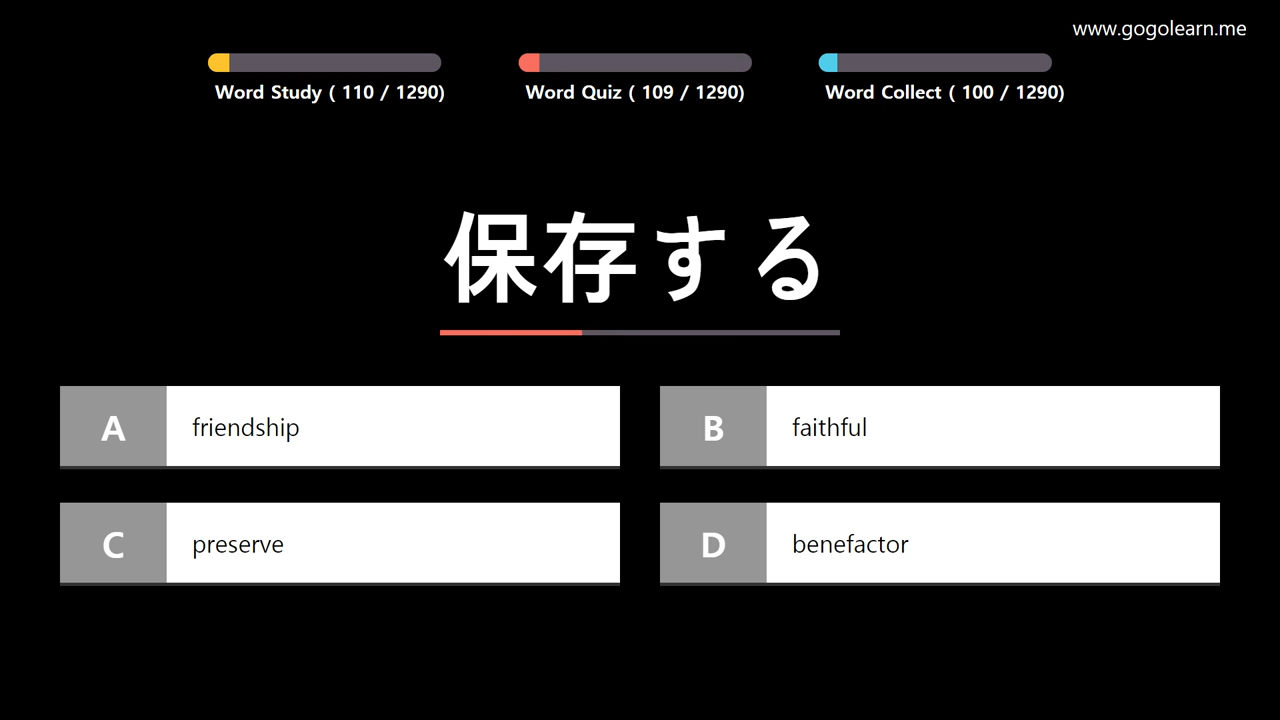 www.gogolearn.me
Word Study ( 110 / 1290)
Word Quiz ( 109 / 1290)
Word Collect ( 100 / 1290)
保存する
A friendship
B faithful
C preserve
D benefactor